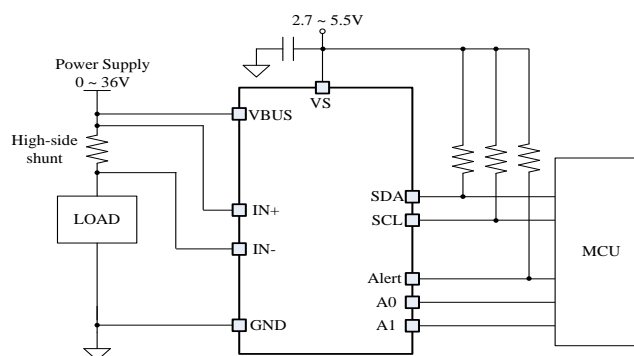 2.7 ~ 5.5V
Power Supply
0 ~ 36V
VS
VBUS
High-side
shunt
LOAD
IN+
IN-
GND
SDA
SCL
Alert
A0
A1
MCU